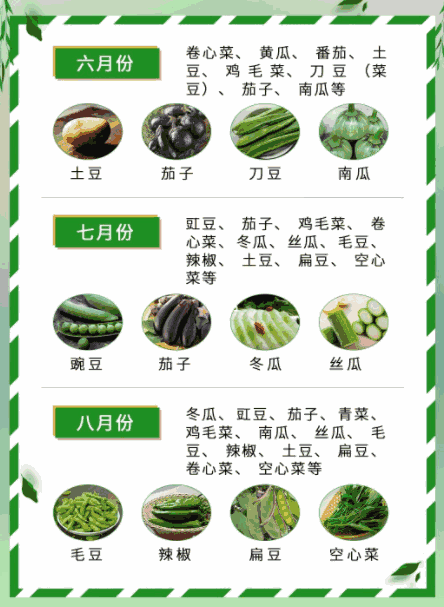 六月份
卷心菜、 黄瓜、 番茄、 土
豆、 鸡 毛 菜、 刀 豆 （菜
豆）、 茄子、 南瓜等
土豆 茄子 刀豆 南瓜
七月份
豇豆、 茄子、 鸡毛菜、 卷
心菜、冬瓜、丝瓜、毛豆、
辣椒、 土豆、 扁豆、 空心
菜等
豌豆 茄子 冬瓜 丝瓜
八月份
冬瓜、豇豆、茄子、青菜、
鸡毛菜、 南瓜、 丝瓜、 毛
豆、 辣椒、 土豆、 扁豆、
卷心菜、 空心菜等
毛豆 辣椒 扁豆 空心菜